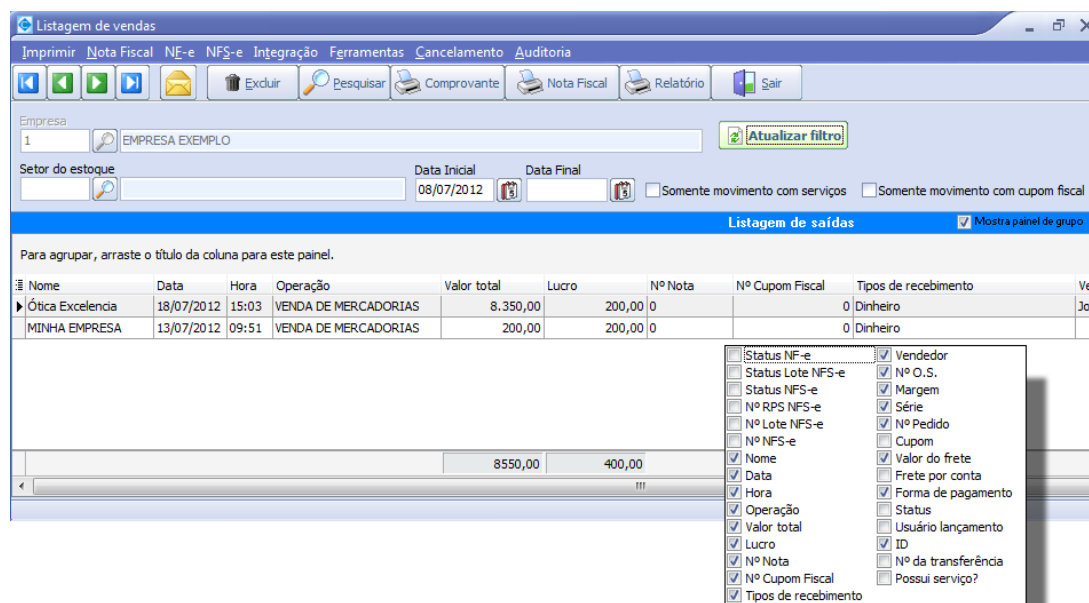 Listagem de vendas
Imprimir Nota Fiscal NF-e NFS-e Integração Ferramentas Cancelamento Auditoria
Excluir Pesquisar Comprovante Nota Fiscal Relatório Sair
Empresa
1 EMPRESA EXEMPLO Atualizar filtro
Setor do estoque Data Inicial Data Final
08/07/2012 Somente movimento com serviços Somente movimento com cupom fiscal
Listagem de saídas Mostra painel de grupo
Para agrupar, arraste o título da coluna para este painel.
Nome Data Hora Operação Valor total Lucro Nº Nota Nº Cupom Fiscal Tipos de recebimento Ve
Ótica Excelencia 18/07/2012 15:03 VENDA DE MERCADORIAS 8.350,00 200,00 0 0 Dinheiro Jo
MINHA EMPRESA 13/07/2012 09:51 VENDA DE MERCADORIAS 200,00 200,00 0 0 Dinheiro
Status NF-e Vendedor
Status Lote NFS-e Nº O.S.
Status NFS-e Margem
Nº RPS NFS-e Série
Nº Lote NFS-e Nº Pedido
Nº NFS-e Cupom
Nome Valor do frete
8550,00 400,00
Data Frete por conta
Hora Forma de pagamento
Operação Status
Valor total Usuário lançamento
Lucro ID
Nº Nota Nº da transferência
Nº Cupom Fiscal Possui serviço?
Tipos de recebimento